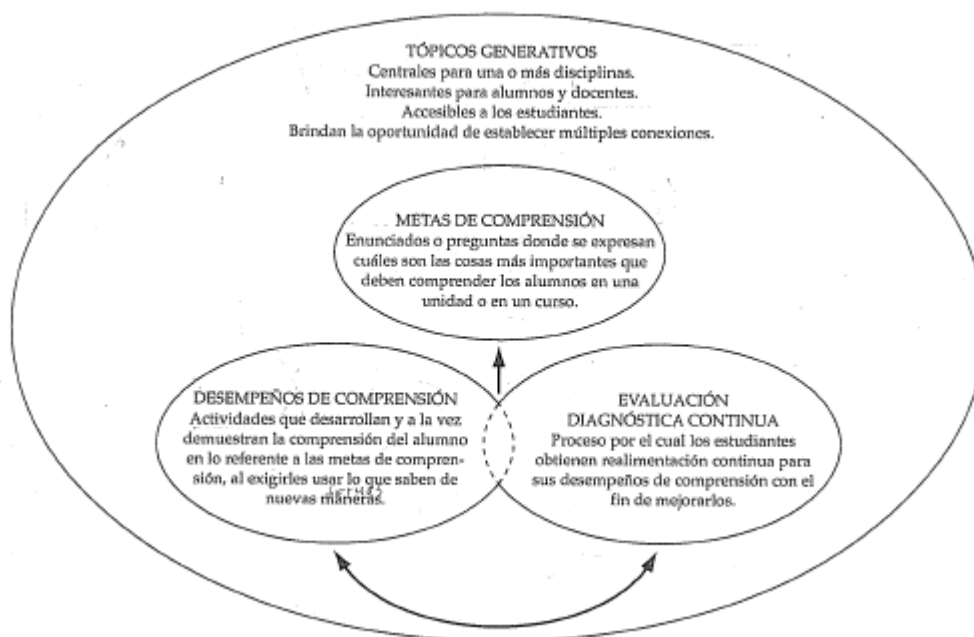 TÓPICOS GENERATIVOS
Centrales para una o más disciplinas.
Interesantes para alumnos y docentes.
Accesibles a los estudiantes.
Brindan la oportunidad de establecer múltiples conexiones.
METAS DE COMPRENSIÓN
Enunciados o preguntas donde se expresan
cuáles son las cosas más importantes que
deben comprender los alumnos en una
unidad o en un curso.
DESEMPEÑOS DE COMPRENSIÓN
Actividades que desarrollan y a la vez
demuestran la comprensión del alumno
en lo referente a las metas de compren-
sión, al exigirles usar lo que saben de
nuevas maneras.
EVALUACIÓN
DIAGNÓSTICA CONTINUA
Proceso por el cual los estudiantes
obtienen realimentación continua para
sus desempeños de comprensión con el
fin de mejorarlos.